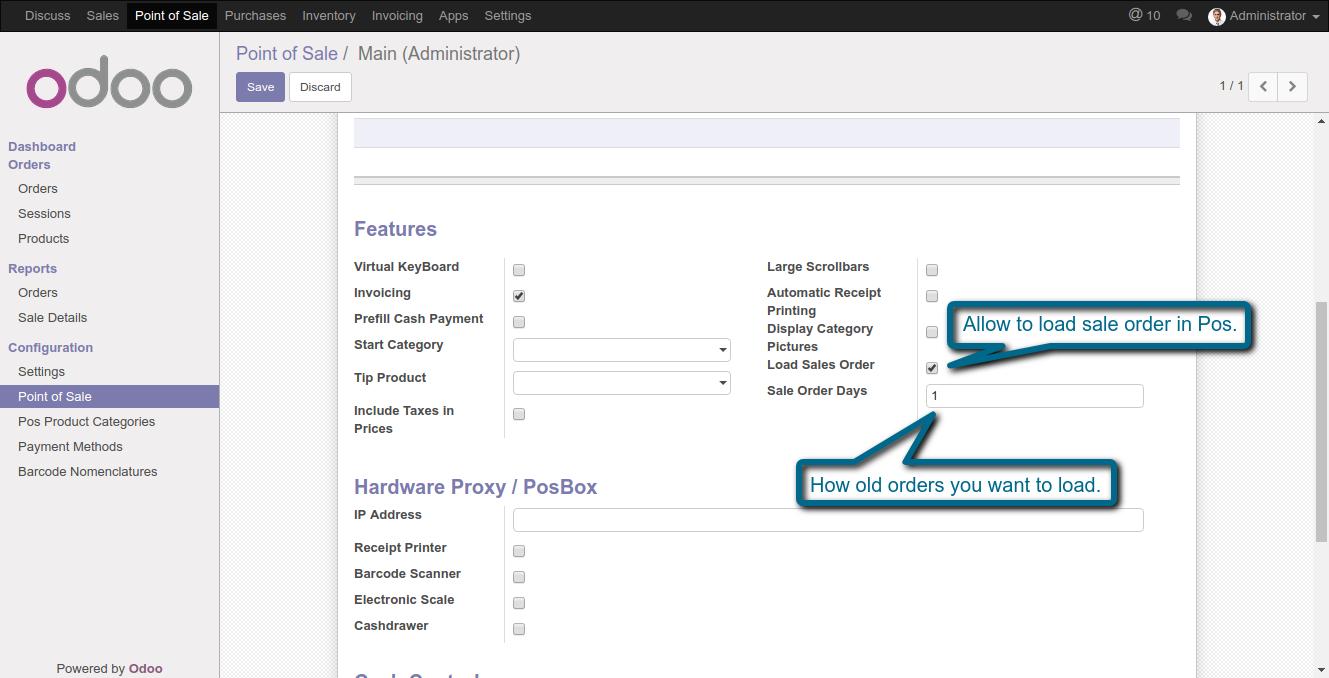 Discuss Sales Point of Sale Purchases Inventory Invoicing Apps Settings @ 10 Administrator
odoo
Point of Sale / Main (Administrator)
Save Discard
1 / 1
Dashboard
Orders
Orders
Sessions
Products
Reports
Orders
Sale Details
Configuration
Settings
Point of Sale
Pos Product Categories
Payment Methods
Barcode Nomenclatures
Powered by Odoo
Features
Virtual KeyBoard
Invoicing
Prefill Cash Payment
Start Category
Tip Product
Include Taxes in
Prices
Large Scrollbars
Automatic Receipt
Printing
Display Category
Pictures
Load Sales Order
Sale Order Days
1
Allow to load sale order in Pos.
How old orders you want to load.
Hardware Proxy / PosBox
IP Address
Receipt Printer
Barcode Scanner
Electronic Scale
Cashdrawer